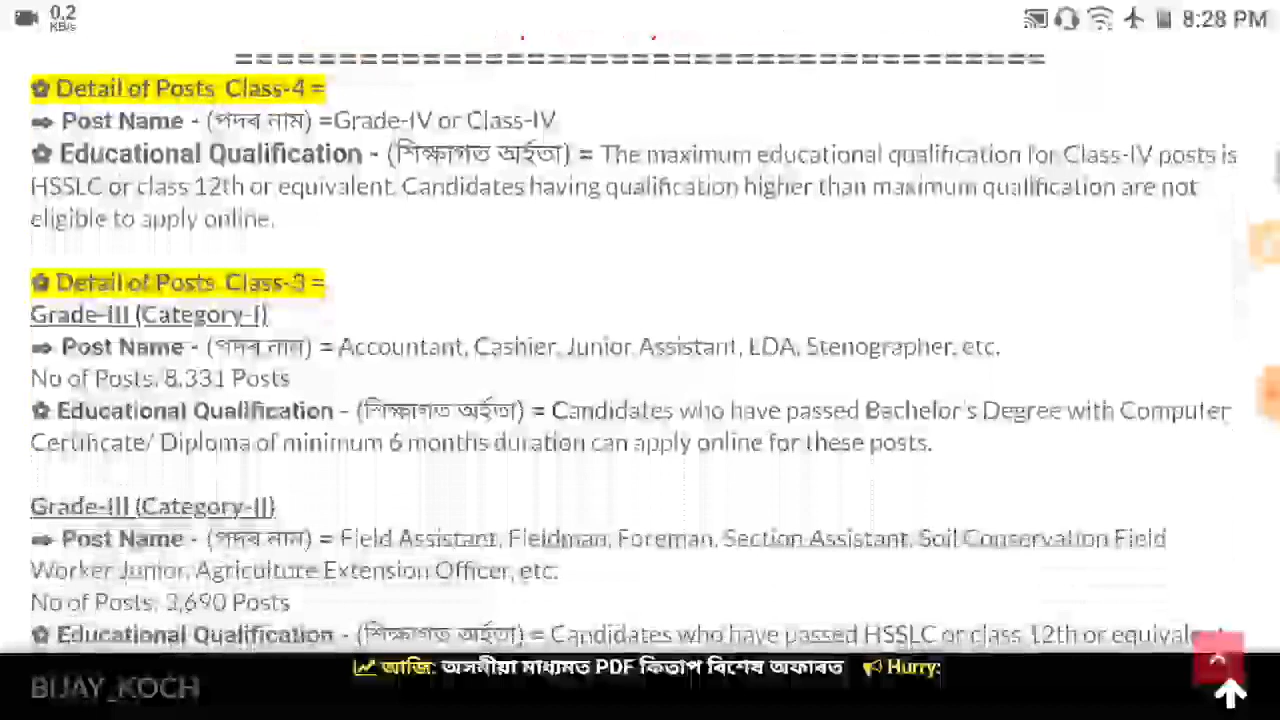 0.2
KB/s
8:28 PM
✿ Detail of Posts Class-4 =
➡ Post Name - (পদৰ নাম) =Grade-IV or Class-IV
✿ Educational Qualification - (শিক্ষাগত অৰ্হতা) = The maximum educational qualification for Class-IV posts is
HSSLC or class 12th or equivalent. Candidates having qualification higher than maximum qualification are not
eligible to apply online.
✿ Detail of Posts Class-3 =
Grade-III (Category-I)
➡ Post Name - (পদৰ নাম) = Accountant, Cashier, Junior Assistant, LDA, Stenographer, etc.
No of Posts. 8,331 Posts
✿ Educational Qualification - (শিক্ষাগত অৰ্হতা) = Candidates who have passed Bachelor's Degree with Computer
Certificate/ Diploma of minimum 6 months duration can apply online for these posts.
Grade-III (Category-II)
➡ Post Name - (পদৰ নাম) = Field Assistant, Fieldman, Foreman, Section Assistant, Soil Conservation Field
Worker Junior, Agriculture Extension Officer, etc.
No of Posts. 3,690 Posts
✿ Educational Qualification - (শিক্ষাগত অৰ্হতা) = Candidates who have passed HSSLC or class 12th or equivalent
আজি: অসমীয়া মাধ্যমত PDF কিতাপ বিশেষ অফাৰত Hurry:
BIJAY_KOCH